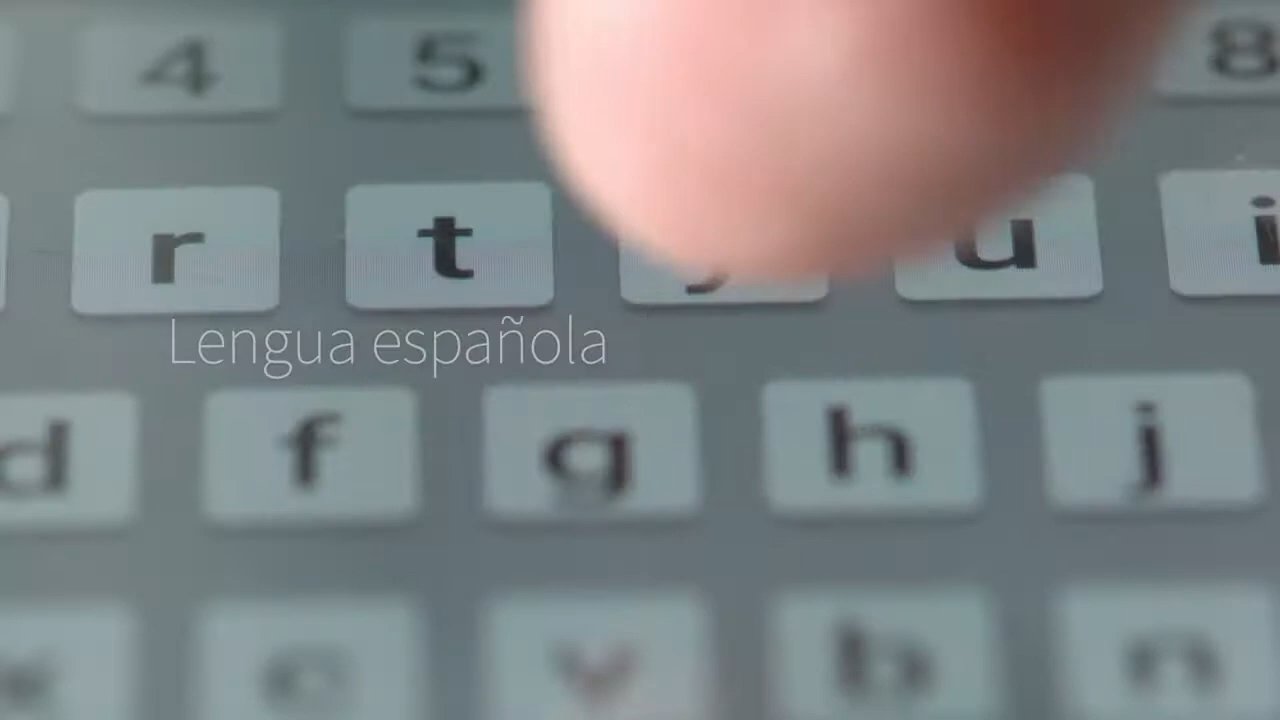 4 5 8
r t y u i
Lengua española
d f g h j
c v b n